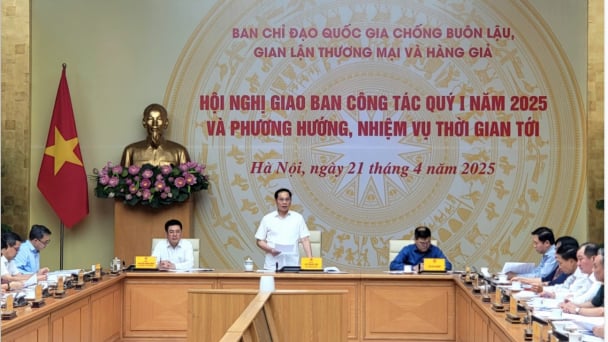 BAN CHỈ ĐẠO QUỐC GIA CHỐNG BUÔN LẬU,
GIAN LẬN THƯƠNG MẠI VÀ HÀNG GIẢ
HỘI NGHỊ GIAO BAN CÔNG TÁC QUÝ I NĂM 2025
VÀ PHƯƠNG HƯỚNG, NHIỆM VỤ THỜI GIAN TỚI
Hà Nội, ngày 21 tháng 4 năm 2025